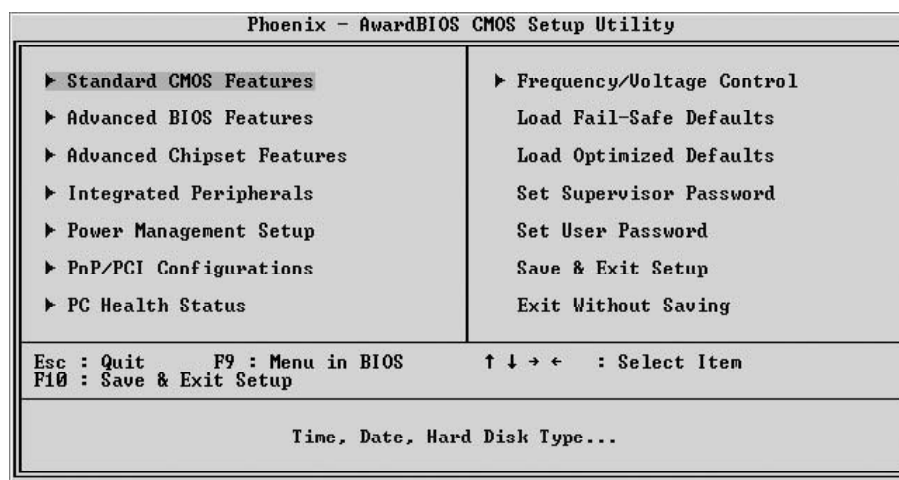 Phoenix - AwardBIOS CMOS Setup Utility
▶ Standard CMOS Features
▶ Advanced BIOS Features
▶ Advanced Chipset Features
▶ Integrated Peripherals
▶ Power Management Setup
▶ PnP/PCI Configurations
▶ PC Health Status
▶ Frequency/Voltage Control
Load Fail-Safe Defaults
Load Optimized Defaults
Set Supervisor Password
Set User Password
Save & Exit Setup
Exit Without Saving
Esc : Quit F9 : Menu in BIOS ↑ ↓ → ← : Select Item
F10 : Save & Exit Setup
Time, Date, Hard Disk Type...